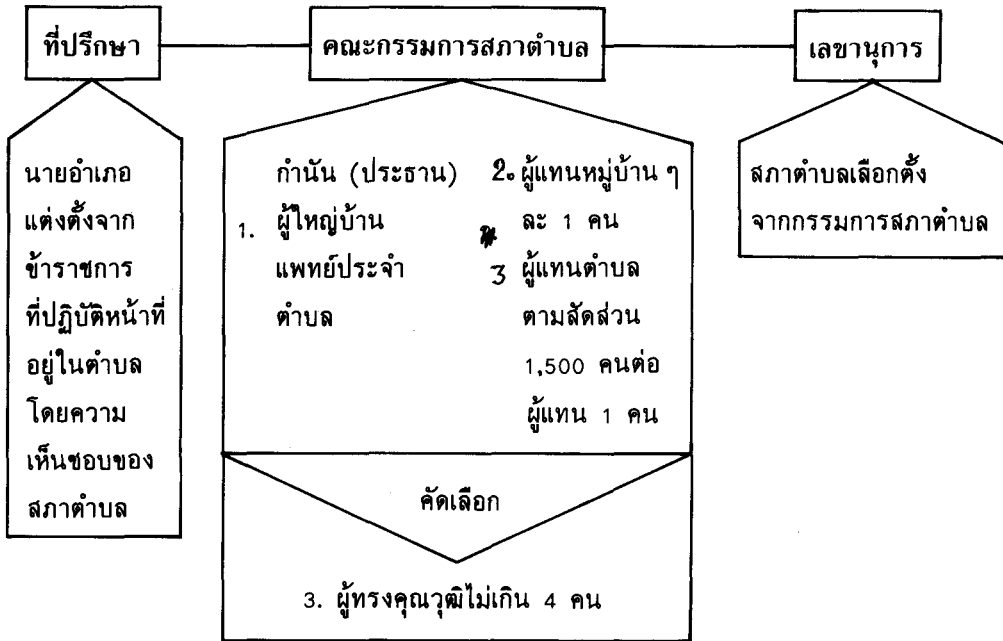 ที่ปรึกษา
คณะกรรมการสภาตำบล
เลขานุการ
นายอำเภอ
แต่งตั้งจาก
ข้าราชการ
ที่ปฏิบัติหน้าที่
อยู่ในตำบล
โดยความ
เห็นชอบของ
สภาตำบล
กำนัน (ประธาน)
1. ผู้ใหญ่บ้าน
แพทย์ประจำ
ตำบล
2. ผู้แทนหมู่บ้าน ๆ
ละ 1 คน
3 ผู้แทนตำบล
ตามสัดส่วน
1,500 คนต่อ
ผู้แทน 1 คน
สภาตำบลเลือกตั้ง
จากกรรมการสภาตำบล
คัดเลือก
3. ผู้ทรงคุณวุฒิไม่เกิน 4 คน